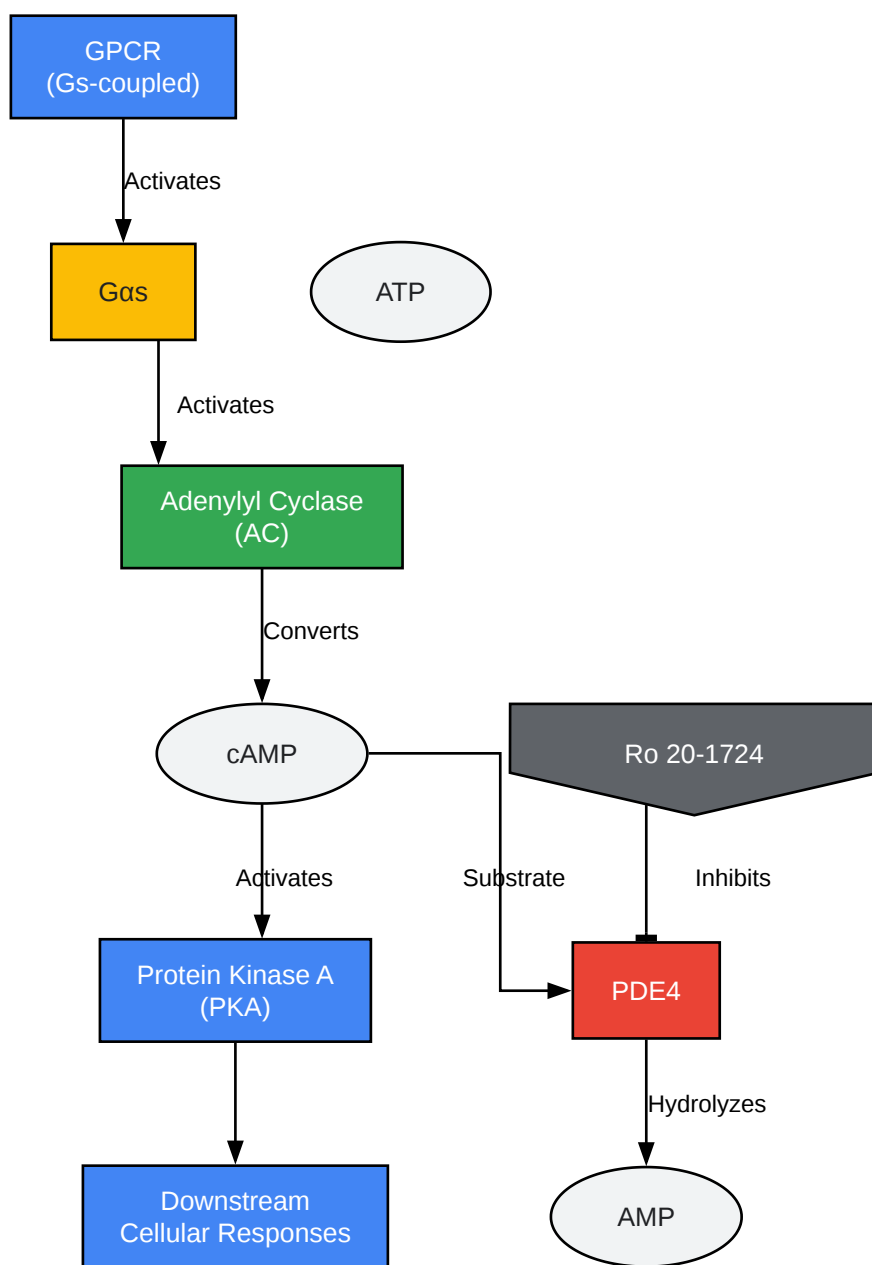 GPCR
(Gs-coupled)
Activates
Gαs
ATP
Activates
Adenylyl Cyclase
(AC)
Converts
cAMP
Ro 20-1724
Activates
Substrate
Inhibits
Protein Kinase A
(PKA)
PDE4
Hydrolyzes
Downstream
Cellular Responses
AMP